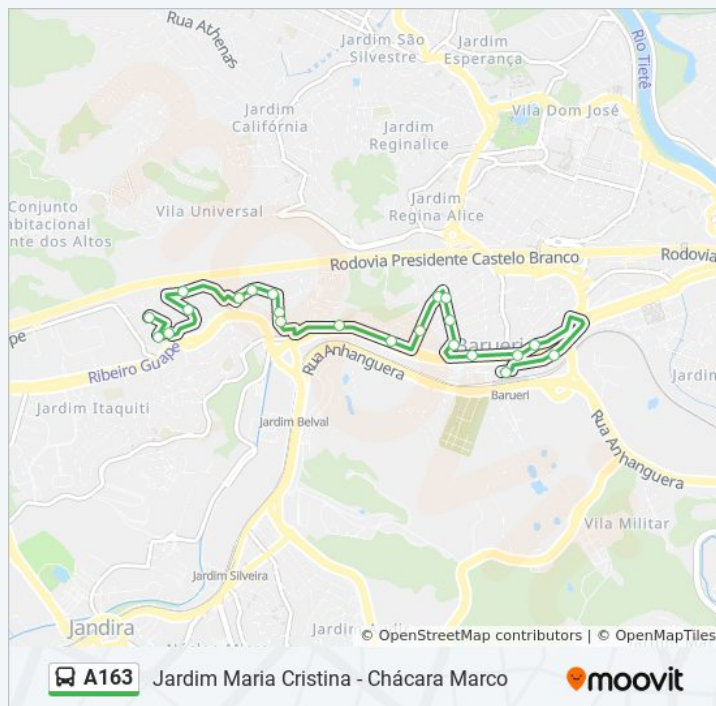 Rua Athenas
Jardim São
Silvestre
Jardim
Esperança
Rio Tietê
Vila Dom José
Jardim
Califórnia
Jardim
Reginalice
Conjunto
abitacional
nte dos Altos
Vila Universal
Jardim
Regina Alice
Rodovia Presidente Castelo Branco
Rodovia
pe
Ribeiro Guape
Rua Anhanguera
Barueri
Barueri
Jardim
Jardim Itaquiti
Jardim Belval
Rua Anhanguera
Vila Militar
Jardim Silveira
Jandira
© OpenStreetMap contributors | © OpenMapTiles
A163 Jardim Maria Cristina - Chácara Marco
moovit